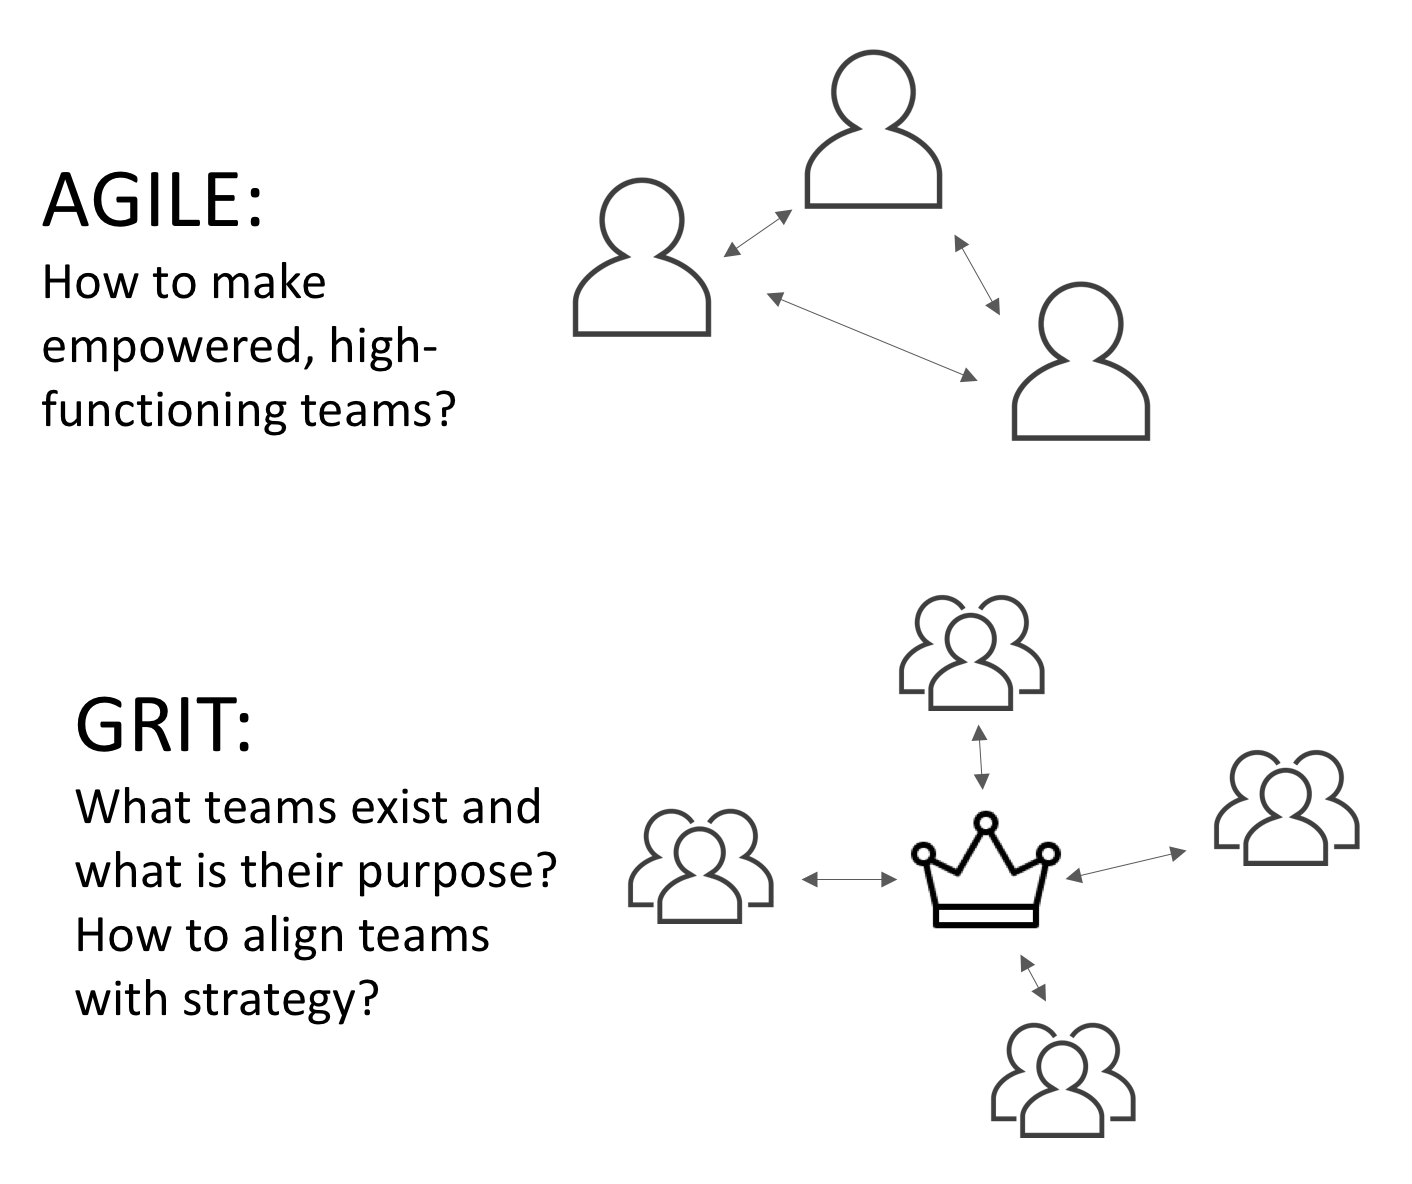 AGILE:
How to make
empowered, high-
functioning teams?
GRIT:
What teams exist and
what is their purpose?
How to align teams
with strategy?